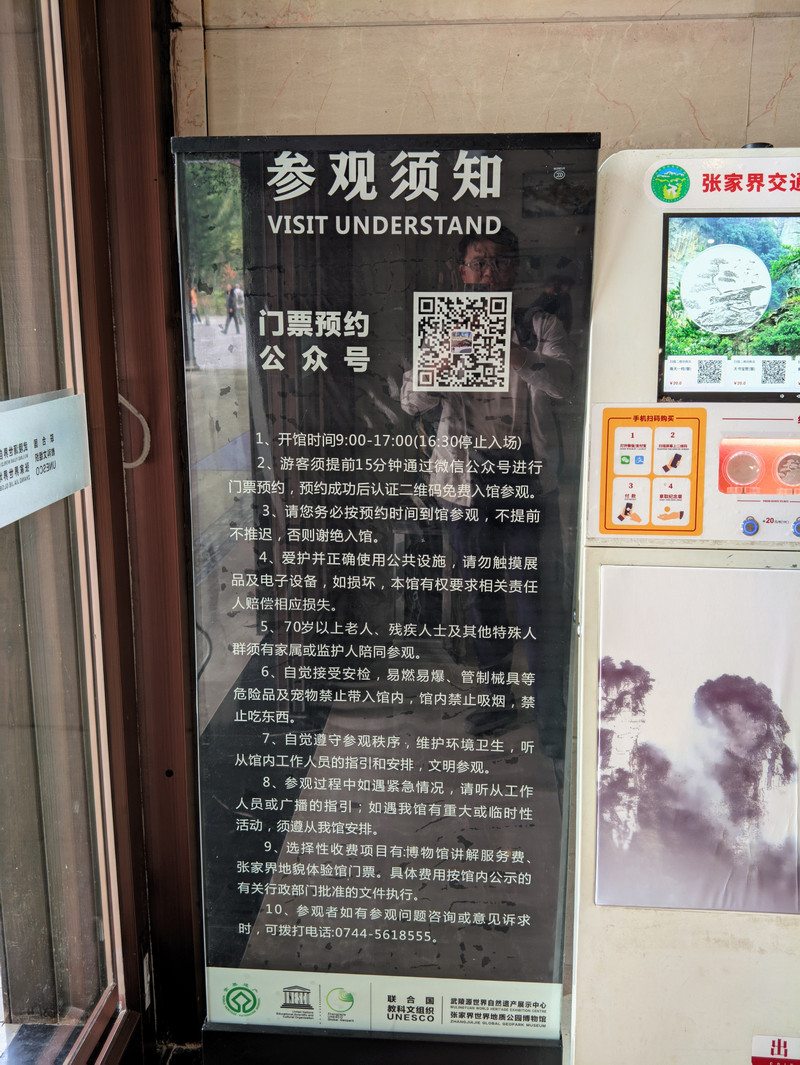 参观须知
VISIT UNDERSTAND
门票预约
公众号
1、开馆时间9:00-17:00(16:30停止入场)
2、游客须提前15分钟通过微信公众号进行
门票预约，预约成功后认证二维码免费入馆参观。
3、请您务必按预约时间到馆参观，不提前
不推迟，否则谢绝入馆。
4、爱护并正确使用公共设施，请勿触摸展
品及电子设备，如损坏，本馆有权要求相关责任
人赔偿相应损失。
5、70岁以上老人、残疾人士及其他特殊人
群须有家属或监护人陪同参观。
6、自觉接受安检，易燃易爆、管制械具等
危险品及宠物禁止带入馆内，馆内禁止吸烟，禁
止吃东西。
7、自觉遵守参观秩序，维护环境卫生，听
从馆内工作人员的指引和安排，文明参观。
8、参观过程中如遇紧急情况，请听从工作
人员或广播的指引；如遇我馆有重大或临时性
活动，须遵从我馆安排。
9、选择性收费项目有:博物馆讲解服务费、
张家界地貌体验馆门票。具体费用按馆内公示的
有关行政部门批准的文件执行。
10、参观者如有参观问题咨询或意见诉求
时，可拨打电话:0744-5618555。
联合国
教科文组织
UNESCO
武陵源世界自然遗产展示中心
WULINGYUAN WORLD HERITAGE EXHIBITION CENTRE
张家界世界地质公园博物馆
ZHANGJIAJIE GLOBAL GEOPARK MUSEUM
张家界交通
手机扫码购买
1
2
3
付款
4
¥20
出